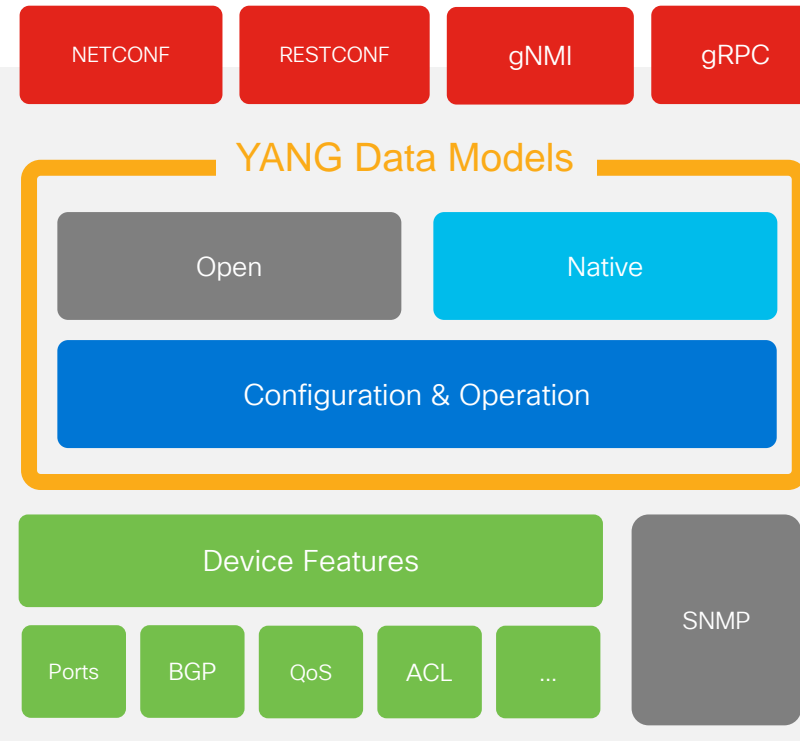 NETCONF
RESTCONF
gNMI
gRPC
YANG Data Models
Open
Native
Configuration & Operation
Device Features
SNMP
Ports
BGP
QoS
ACL
...